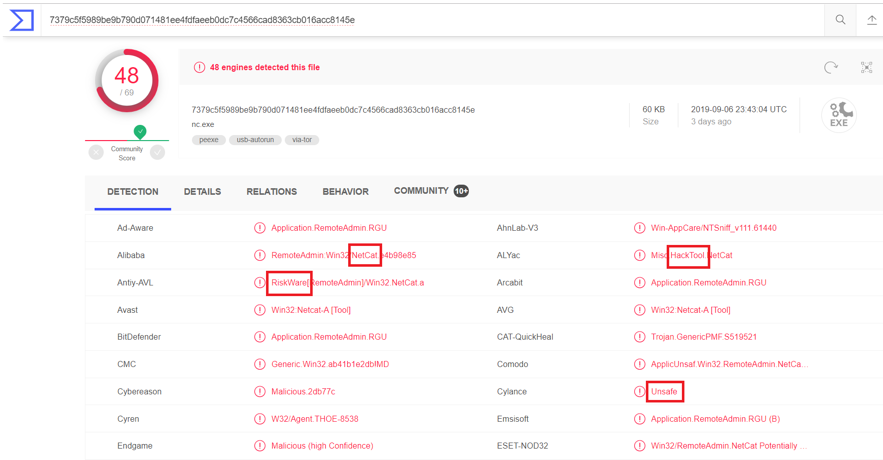 7379c5f5989be9b790d071481ee4fdfaeeb0dc7c4566cad8363cb016acc8145e
48
/ 69
Community
Score
48 engines detected this file
7379c5f5989be9b790d071481ee4fdfaeeb0dc7c4566cad8363cb016acc8145e
nc.exe
peexe usb-autorun via-tor
60 KB
Size
2019-09-06 23:43:04 UTC
3 days ago
EXE
DETECTION DETAILS RELATIONS BEHAVIOR COMMUNITY 10+
Ad-Aware Application.RemoteAdmin.RGU AhnLab-V3 Win-AppCare/NTSniff_v111.61440
Alibaba RemoteAdmin:Win32/NetCat.e4b98e85 ALYac Misc.HackTool.NetCat
Antiy-AVL RiskWare[RemoteAdmin]/Win32.NetCat.a Arcabit Application.RemoteAdmin.RGU
Avast Win32:Netcat-A [Tool] AVG Win32:Netcat-A [Tool]
BitDefender Application.RemoteAdmin.RGU CAT-QuickHeal Trojan.GenericPMF.S519521
CMC Generic.Win32.ab41b1e2db!MD Comodo ApplicUnsaf.Win32.RemoteAdmin.NetCa...
Cybereason Malicious.2db77c Cylance Unsafe
Cyren W32/Agent.THOE-8538 Emsisoft Application.RemoteAdmin.RGU (B)
Endgame Malicious (high Confidence) ESET-NOD32 Win32/RemoteAdmin.NetCat Potentially ...